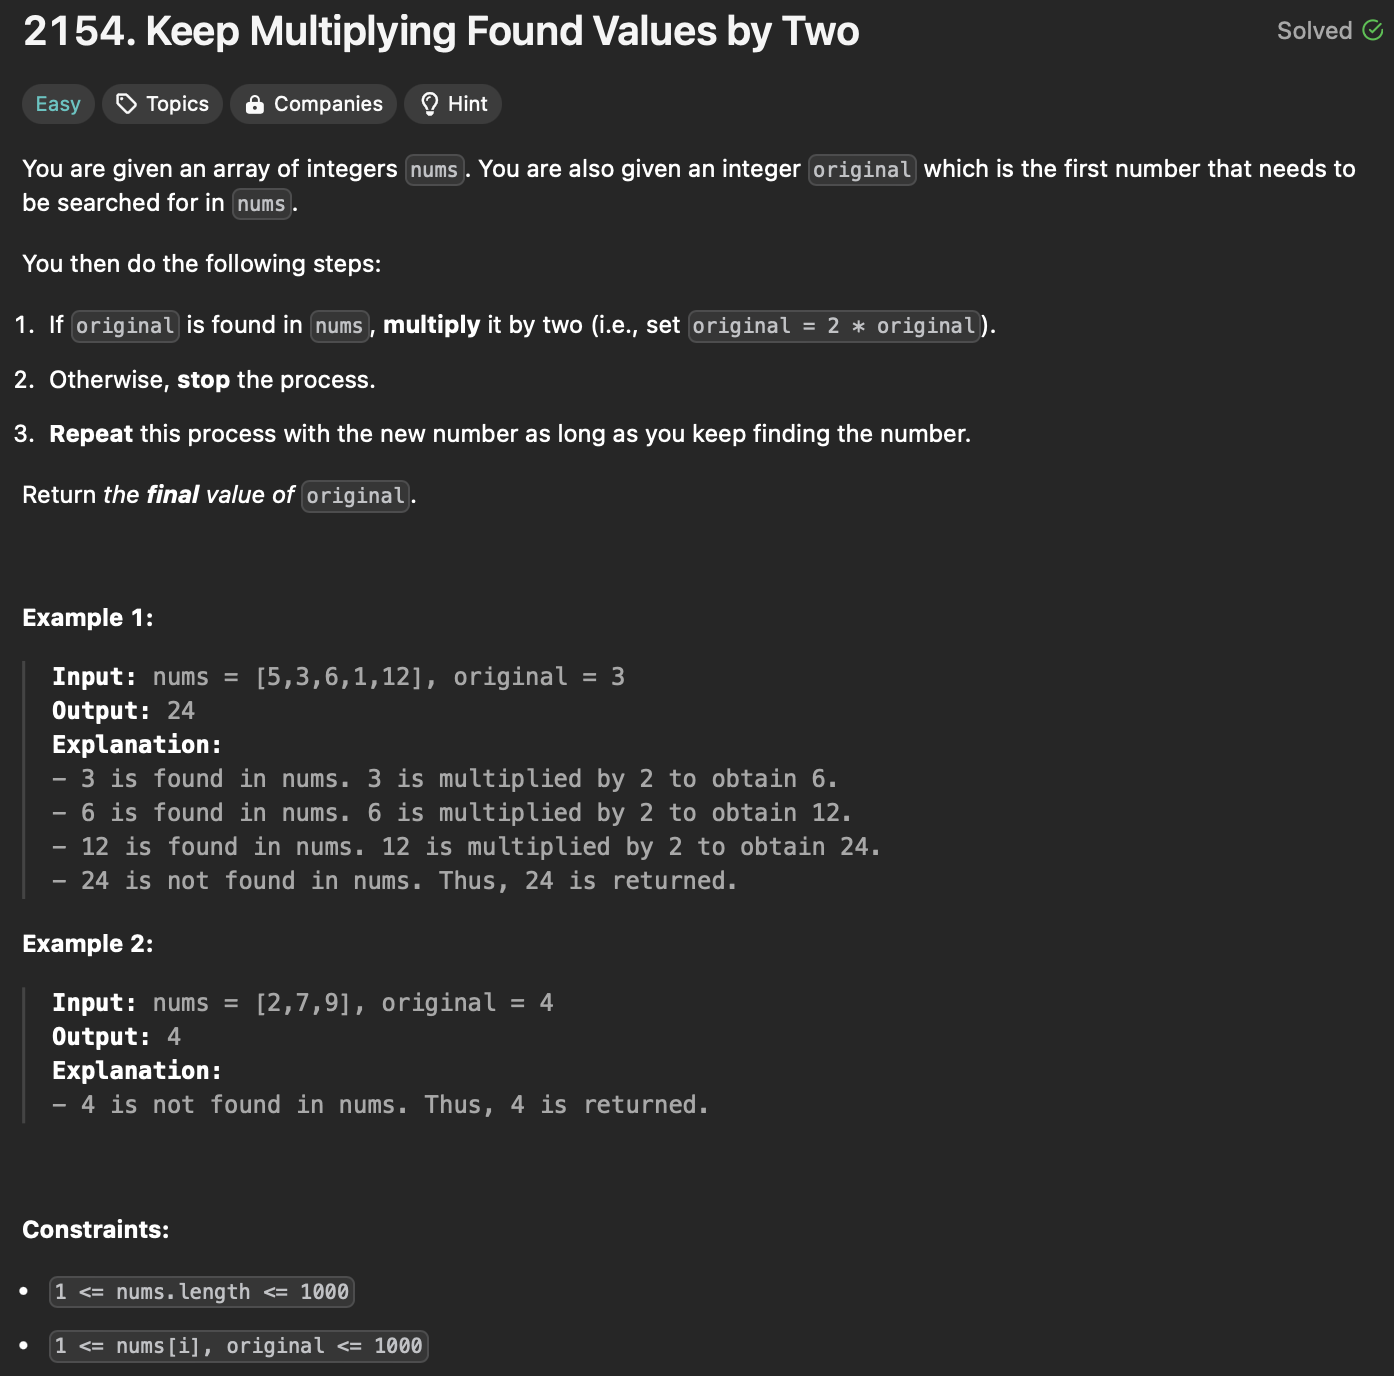 2154. Keep Multiplying Found Values by Two
Solved
Easy Topics Companies Hint
You are given an array of integers nums. You are also given an integer original which is the first number that needs to
be searched for in nums.
You then do the following steps:
1. If original is found in nums, multiply it by two (i.e., set original = 2 * original).
2. Otherwise, stop the process.
3. Repeat this process with the new number as long as you keep finding the number.
Return the final value of original.
Example 1:
Input: nums = [5,3,6,1,12], original = 3
Output: 24
Explanation:
- 3 is found in nums. 3 is multiplied by 2 to obtain 6.
- 6 is found in nums. 6 is multiplied by 2 to obtain 12.
- 12 is found in nums. 12 is multiplied by 2 to obtain 24.
- 24 is not found in nums. Thus, 24 is returned.
Example 2:
Input: nums = [2,7,9], original = 4
Output: 4
Explanation:
- 4 is not found in nums. Thus, 4 is returned.
Constraints:
• 1 <= nums.length <= 1000
• 1 <= nums[i], original <= 1000